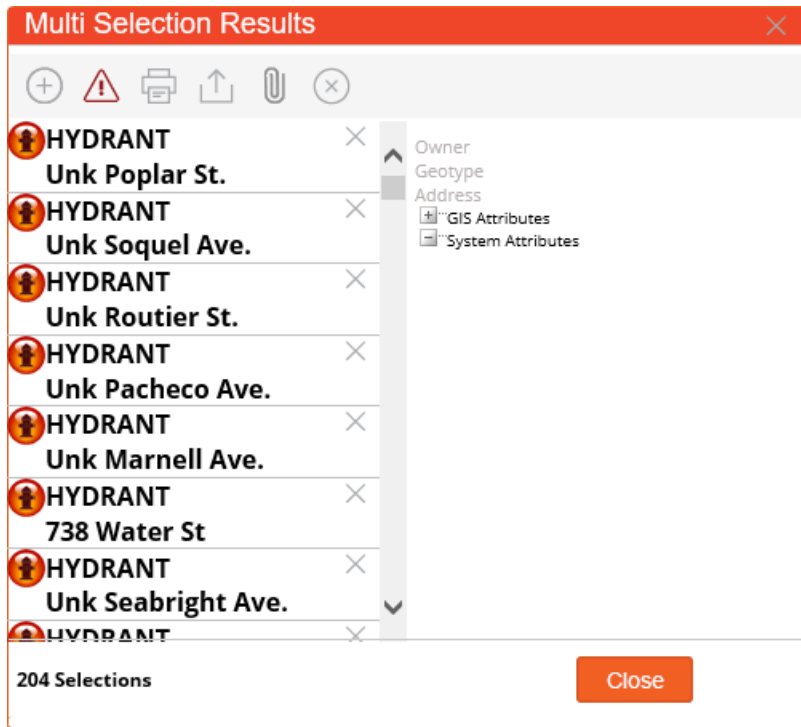 Multi Selection Results
HYDRANT
Unk Poplar St.
HYDRANT
Unk Soquel Ave.
HYDRANT
Unk Routier St.
HYDRANT
Unk Pacheco Ave.
HYDRANT
Unk Marnell Ave.
HYDRANT
738 Water St
HYDRANT
Unk Seabright Ave.
HYDRANT
Owner
Geotype
Address
GIS Attributes
System Attributes
204 Selections
Close